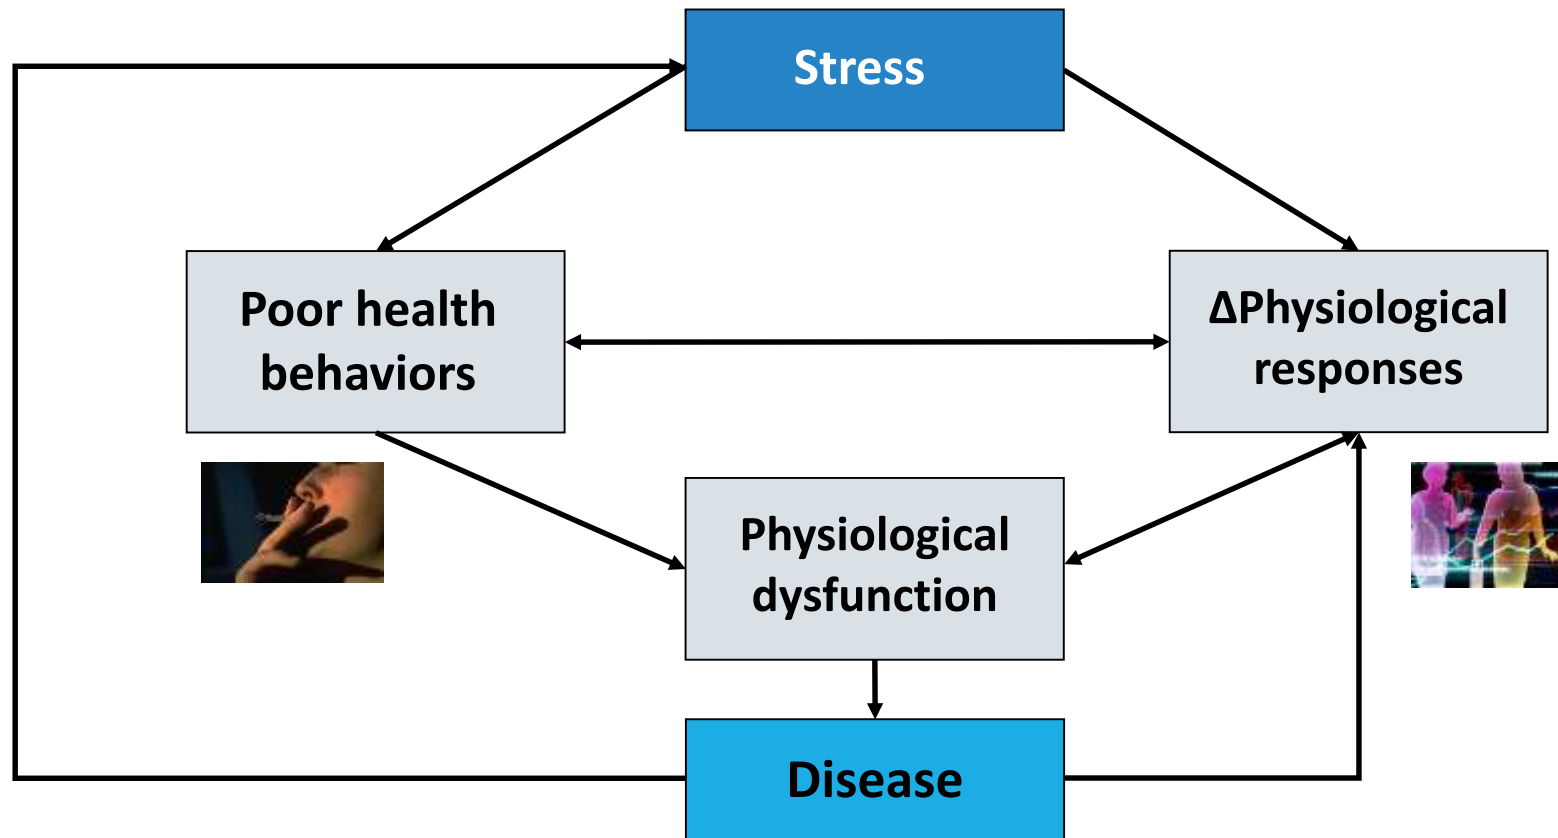 Stress
Poor health
behaviors
ΔPhysiological
responses
Physiological
dysfunction
Disease